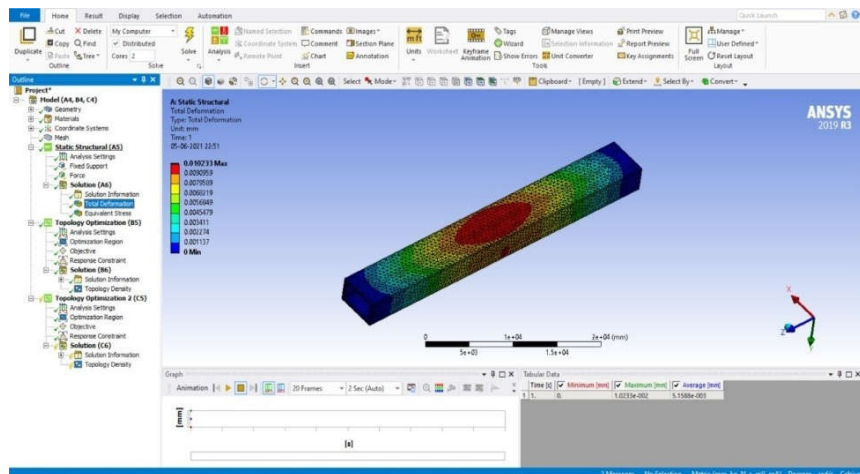 File Home Result Display Selection Automation Quick Launch
Duplicate Cut Delete My Computer Solve Analysis Named Selection Commands Images Units Worksheet Keyframe Animation Tags Manage Views Print Preview Full Screen Manage
Copy Find Distributed Coordinate System Comment Section Plane Wizard Selection Information Report Preview User Defined
Paste Tree Cores 2 Remote Point Chart Annotation Show Errors Unit Converter Key Assignments Reset Layout
Outline Solve Insert Tools Layout
Outline
Select Mode Clipboard [Empty] Extend Select By Convert
Project*
Model (A4, B4, C4)
Geometry
Materials
Coordinate Systems
Mesh
Static Structural (A5)
Analysis Settings
Fixed Support
Force
Solution (A6)
Solution Information
Total Deformation
Equivalent Stress
Topology Optimization (B5)
Analysis Settings
Optimization Region
Objective
Response Constraint
Solution (B6)
Solution Information
Topology Density
Topology Optimization 2 (C5)
Analysis Settings
Optimization Region
Objective
Response Constraint
Solution (C6)
Solution Information
Topology Density
A: Static Structural
Total Deformation
Type: Total Deformation
Unit: mm
Time: 1
05-06-2021 22:51
0.010233 Max
0.0090959
0.0079589
0.0068219
0.0056849
0.0045479
0.003411
0.002274
0.001137
0 Min
ANSYS
2019 R3
X
Z
Y
0 1e+04 2e+04 (mm)
5e+03 1.5e+04
Graph
Animation 20 Frames 2 Sec (Auto)
[mm]
[s]
Tabular Data
Time [s] Minimum [mm] Maximum [mm] Average [mm]
1 1. 0. 1.0233e-002 5.1588e-003